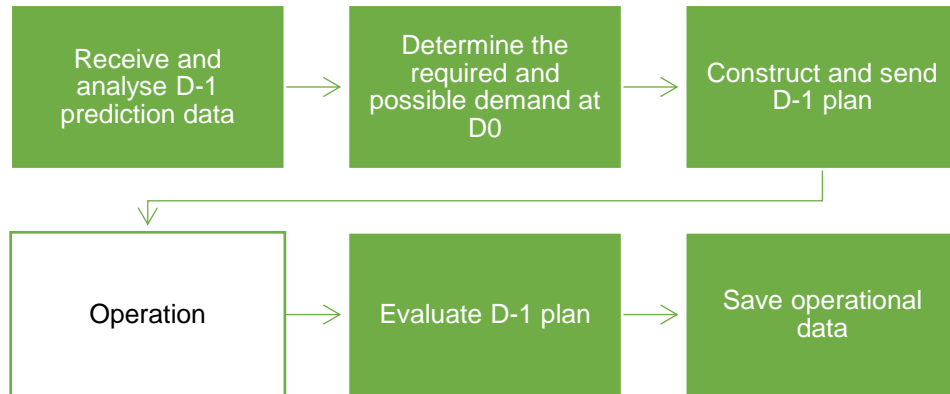 Receive and
analyse D-1
prediction data
Determine the
required and
possible demand at
D0
Construct and send
D-1 plan
Operation
Evaluate D-1 plan
Save operational
data